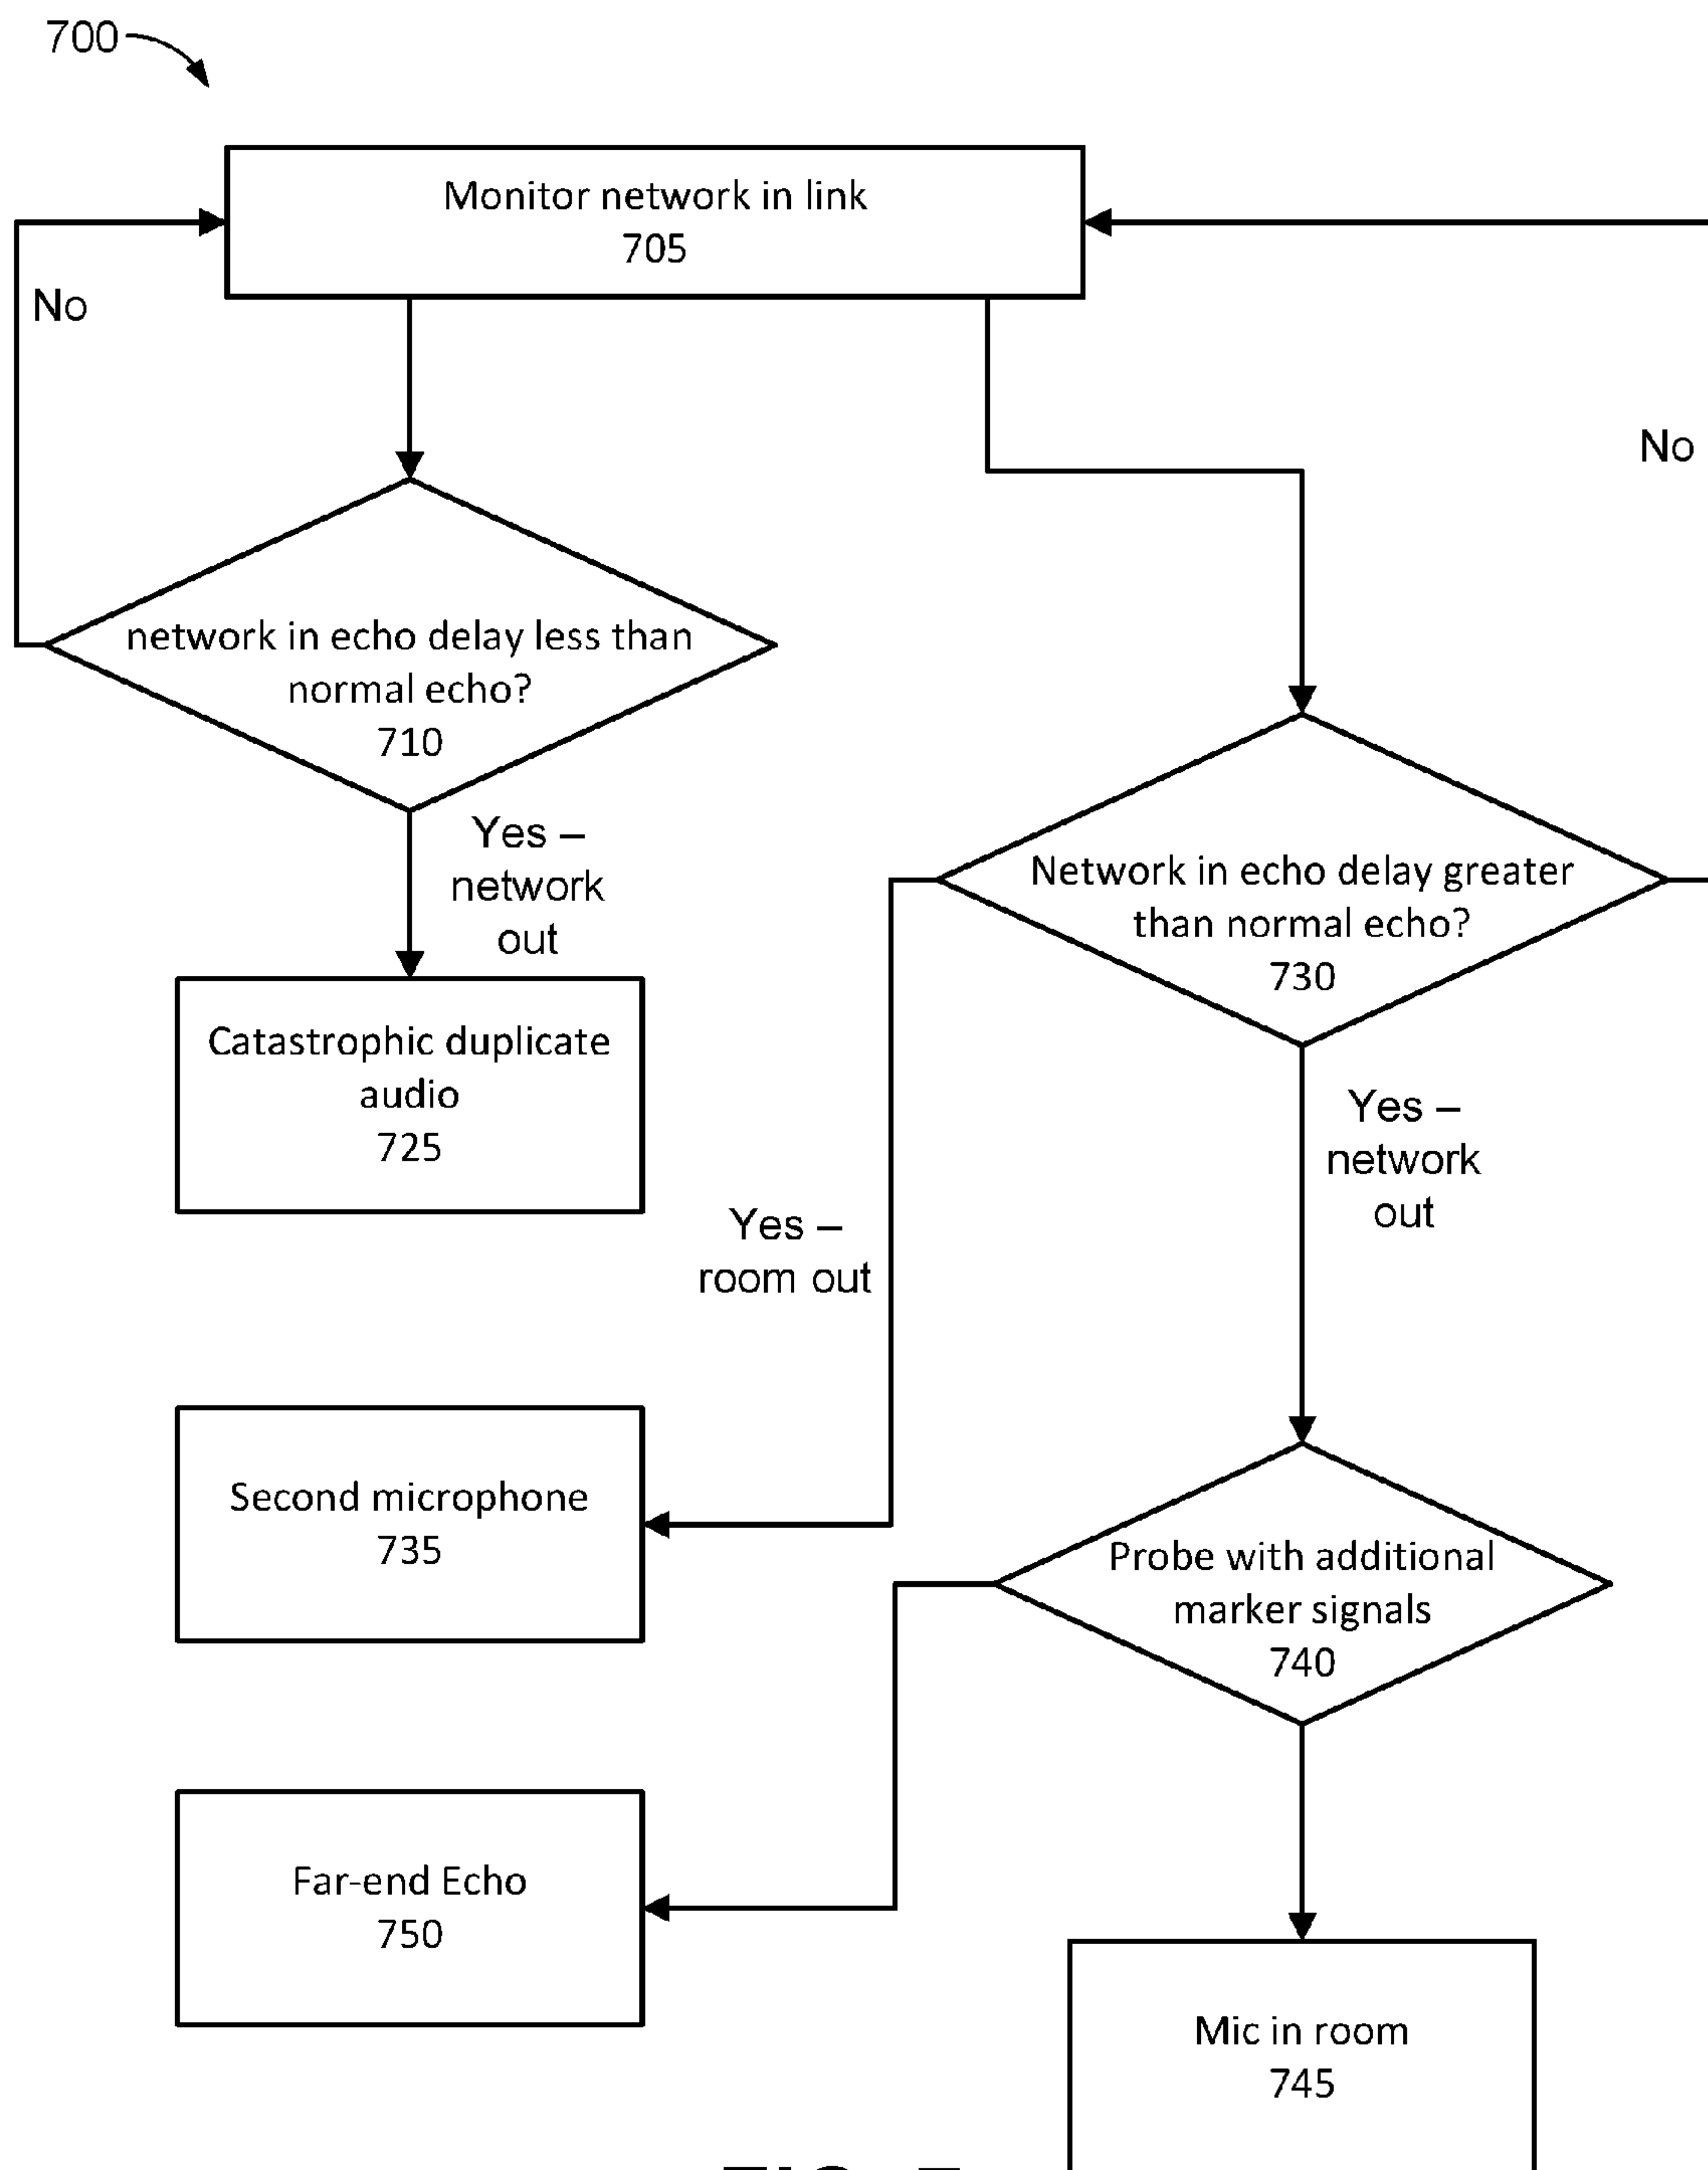 700
Monitor network in link
705
No
No
network in echo delay less than
normal echo?
710
Yes –
network
out
Network in echo delay greater
than normal echo?
730
Catastrophic duplicate
audio
725
Yes –
network
out
Yes –
room out
Second microphone
735
Probe with additional
marker signals
740
Far-end Echo
750
Mic in room
745